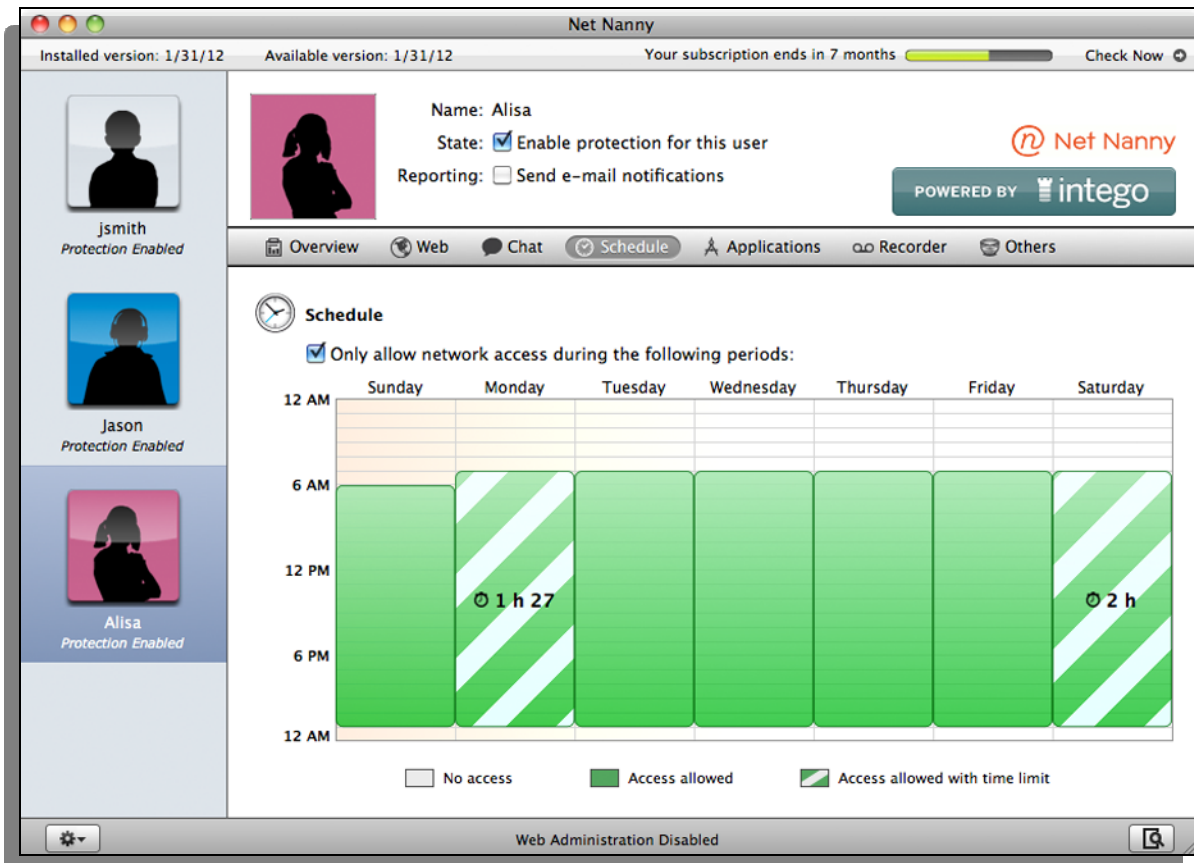 Net Nanny
Installed version: 1/31/12 Available version: 1/31/12 Your subscription ends in 7 months Check Now
Name: Alisa
State: Enable protection for this user
Reporting: Send e-mail notifications
Net Nanny
POWERED BY intego
jsmith
Protection Enabled
Jason
Protection Enabled
Alisa
Protection Enabled
Overview Web Chat Schedule Applications Recorder Others
Schedule
Only allow network access during the following periods:
Sunday Monday Tuesday Wednesday Thursday Friday Saturday
12 AM
6 AM
12 PM
1 h 27 2 h
6 PM
12 AM
No access Access allowed Access allowed with time limit
Web Administration Disabled